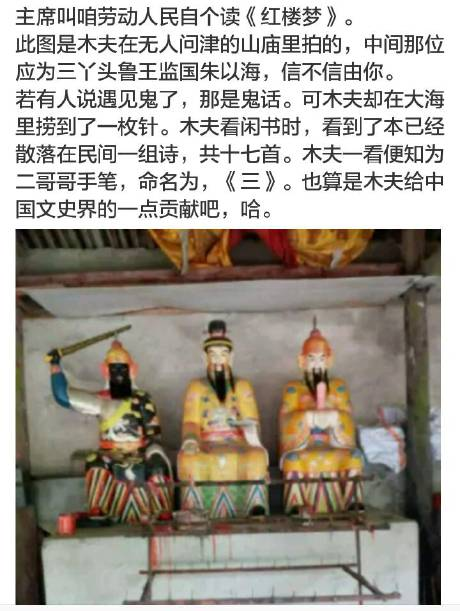 主席叫咱劳动人民自个读《红楼梦》。
此图是木夫在无人问津的山庙里拍的，中间那位
应为三丫头鲁王监国朱以海，信不信由你。
若有人说遇见鬼了，那是鬼话。可木夫却在大海
里捞到了一枚针。木夫看闲书时，看到了本已经
散落在民间一组诗，共十七首。木夫一看便知为
二哥哥手笔，命名为，《三》。也算是木夫给中
国文史界的一点贡献吧，哈。